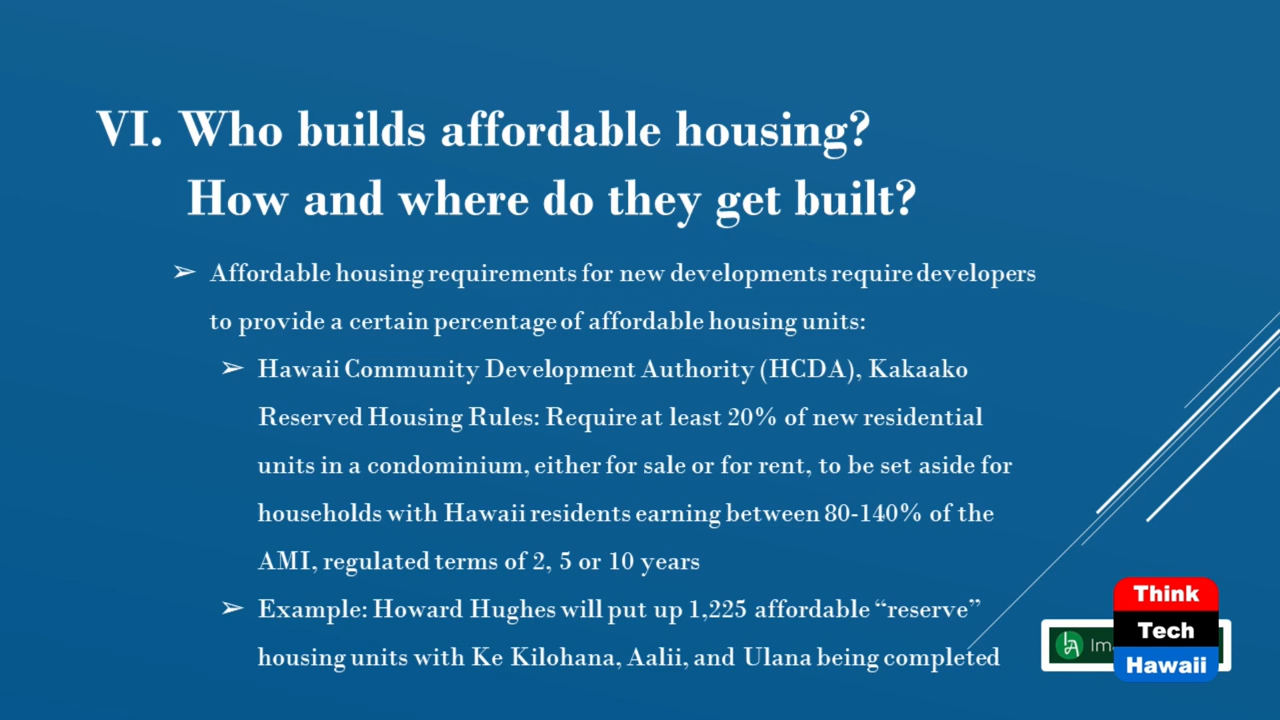 VI. Who builds affordable housing?
How and where do they get built?
➢ Affordable housing requirements for new developments require developers
to provide a certain percentage of affordable housing units:
➢ Hawaii Community Development Authority (HCDA), Kakaako
Reserved Housing Rules: Require at least 20% of new residential
units in a condominium, either for sale or for rent, to be set aside for
households with Hawaii residents earning between 80-140% of the
AMI, regulated terms of 2, 5 or 10 years
➢ Example: Howard Hughes will put up 1,225 affordable “reserve”
housing units with Ke Kilohana, Aalii, and Ulana being completed
Think
Tech
Hawaii